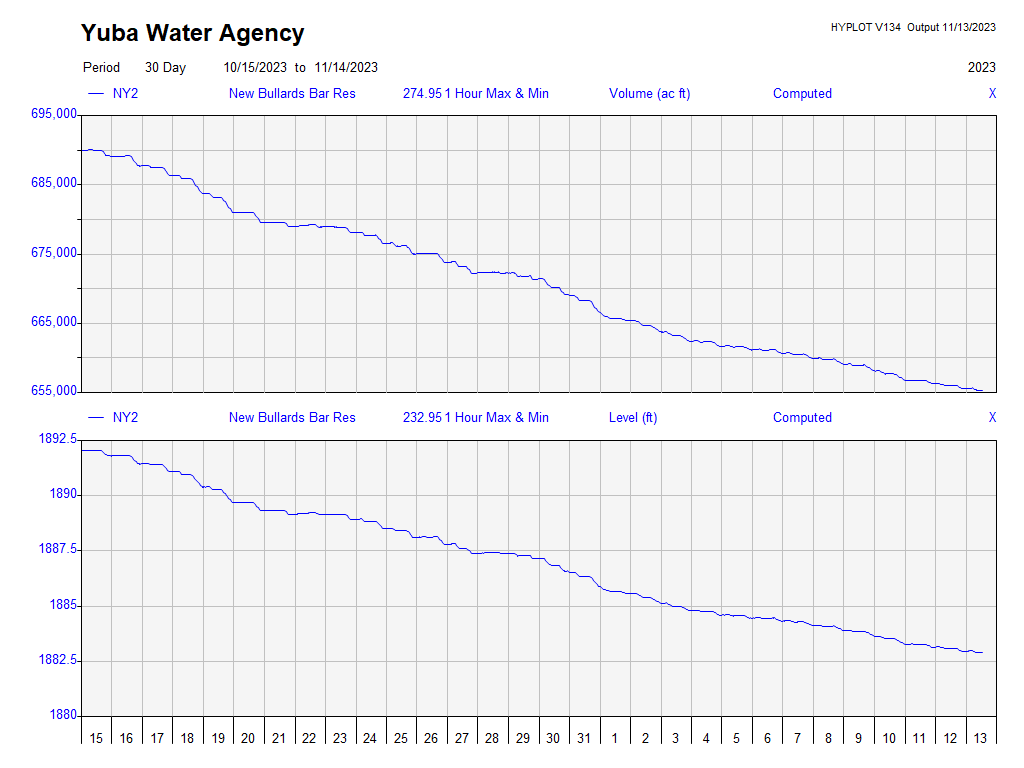 Yuba Water Agency
HYPLOT V134 Output 11/13/2023
Period 30 Day 10/15/2023 to 11/14/2023 2023
NY2 New Bullards Bar Res 274.95 1 Hour Max & Min Volume (ac ft) Computed X
695,000
685,000
675,000
665,000
655,000
NY2 New Bullards Bar Res 232.95 1 Hour Max & Min Level (ft) Computed X
1892.5
1890
1887.5
1885
1882.5
1880
15 16 17 18 19 20 21 22 23 24 25 26 27 28 29 30 31 1 2 3 4 5 6 7 8 9 10 11 12 13